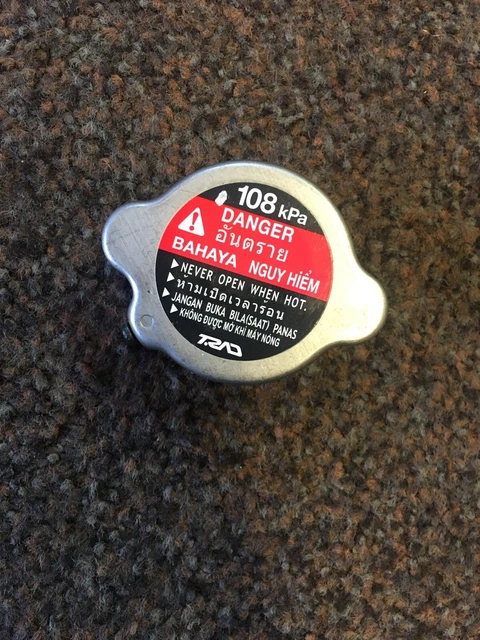 108 kPa
DANGER
อันตราย
BAHAYA NGUY HIỂM
▶NEVER OPEN WHEN HOT.
▶ห้ามเปิดเวลาร้อน
▶JANGAN BUKA BILA(SAAT) PANAS
▶KHÔNG ĐƯỢC MỞ KHI MÁY NÓNG
TRAD